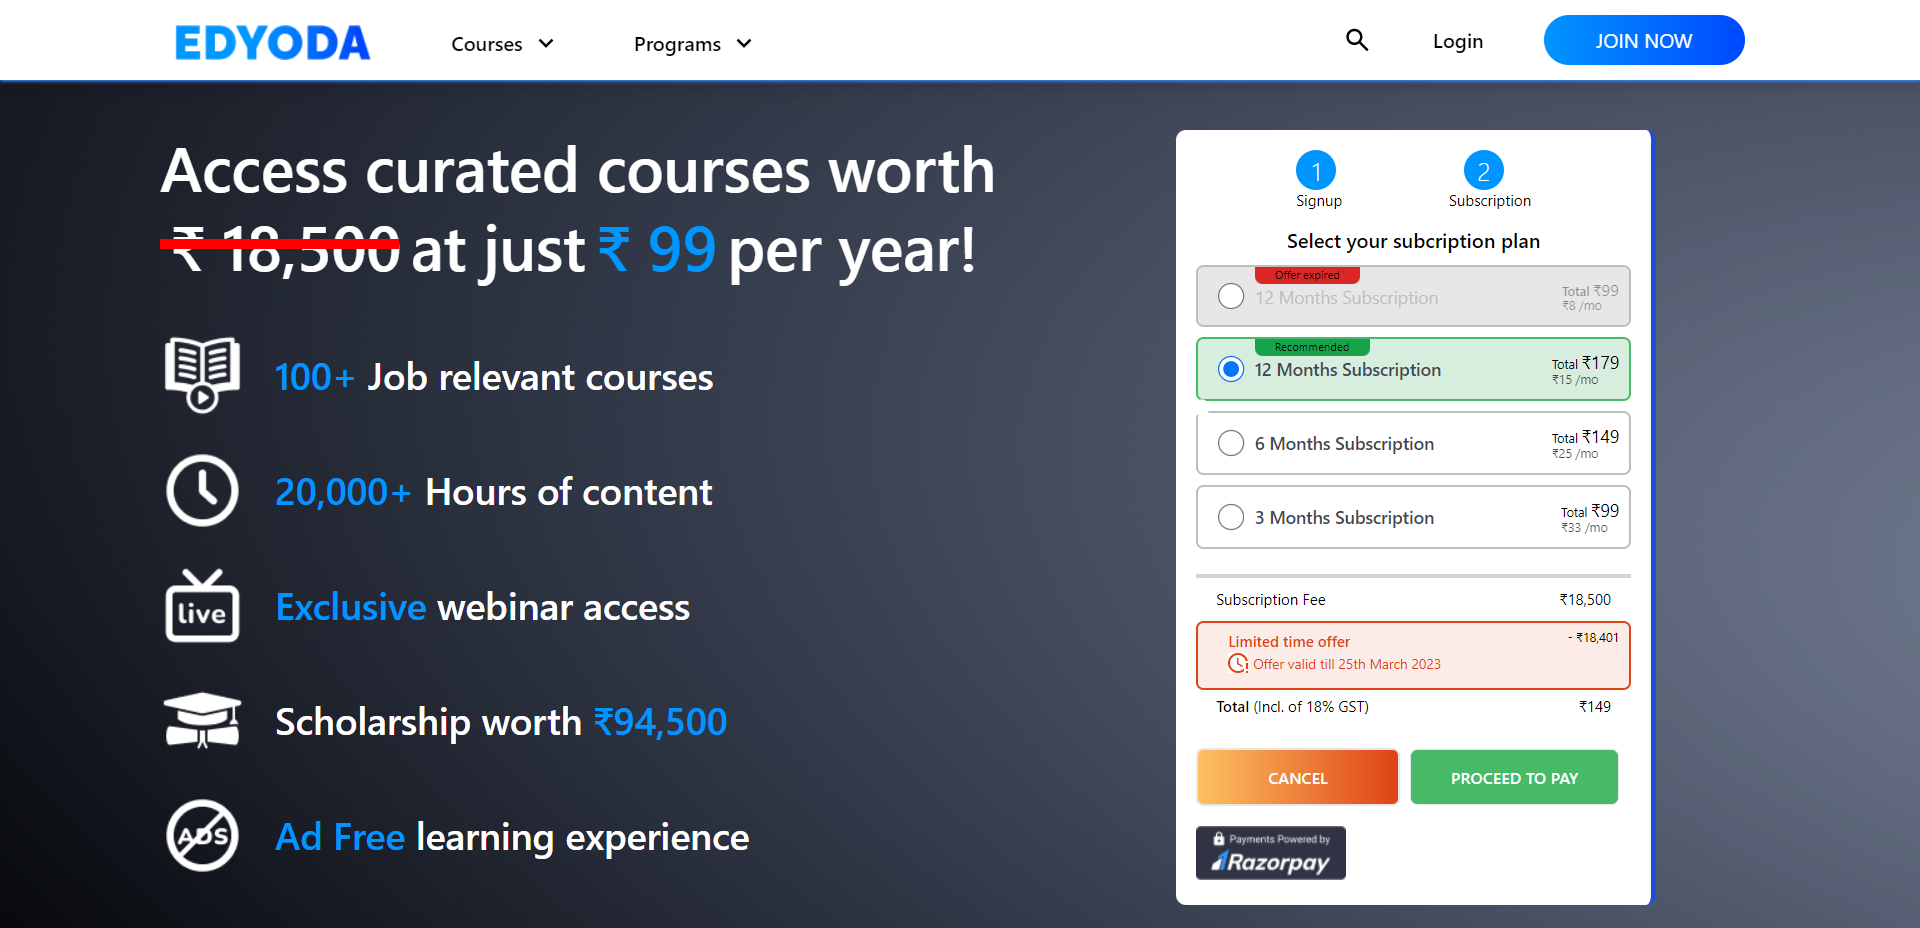 EDYODA
Courses
Programs
Login
JOIN NOW
Access curated courses worth
₹ 18,500 at just ₹ 99 per year!
100+ Job relevant courses
20,000+ Hours of content
live
Exclusive webinar access
Scholarship worth ₹94,500
ADS
Ad Free learning experience
1
2
Signup
Subscription
Select your subcription plan
Offer expired
12 Months Subscription
Total ₹99
₹8 /mo
Recommended
12 Months Subscription
Total ₹179
₹15 /mo
6 Months Subscription
Total ₹149
₹25 /mo
3 Months Subscription
Total ₹99
₹33 /mo
Subscription Fee ₹18,500
Limited time offer - ₹18,401
Offer valid till 25th March 2023
Total (Incl. of 18% GST) ₹149
CANCEL
PROCEED TO PAY
Payments Powered by
Razorpay